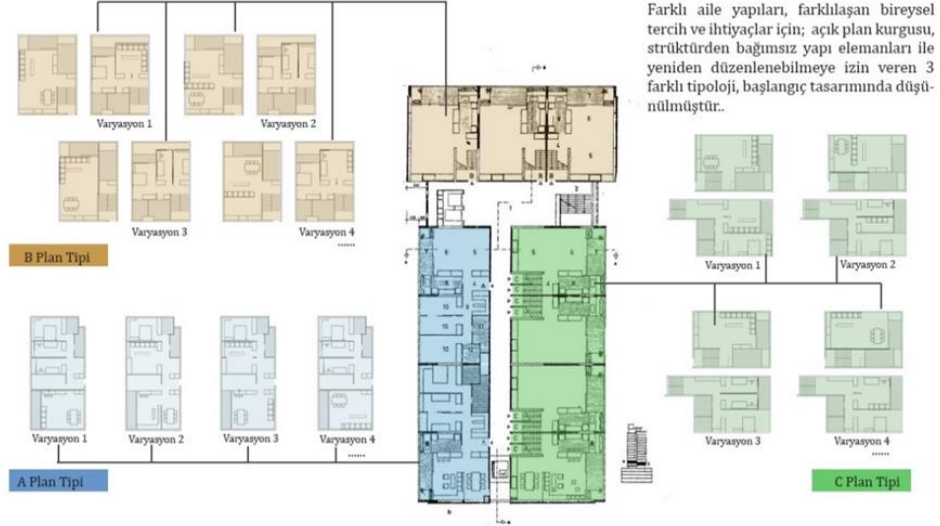 Farklı aile yapıları, farklılaşan bireysel
tercih ve ihtiyaçlar için; açık plan kurgusu,
strüktürden bağımsız yapı elemanları ile
yeniden düzenlenebilmeye izin veren 3
farklı tipoloji, başlangıç tasarımında düşü-
nülmüştür..
Varyasyon 1
Varyasyon 2
Varyasyon 3
Varyasyon 4
......
B Plan Tipi
Varyasyon 1
Varyasyon 2
Varyasyon 3
Varyasyon 4
......
A Plan Tipi
Varyasyon 1
Varyasyon 2
Varyasyon 3
Varyasyon 4
......
C Plan Tipi